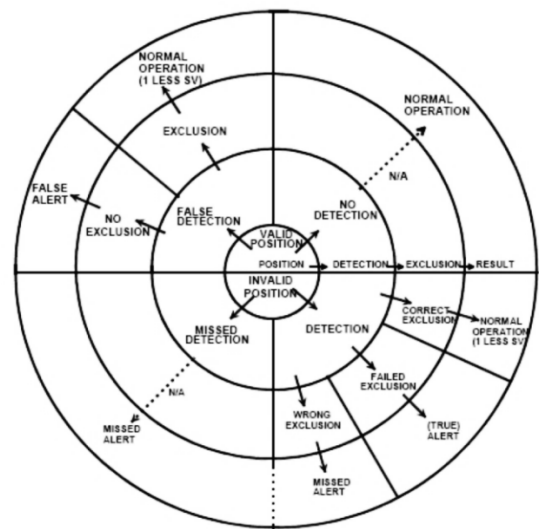 NORMAL
OPERATION
(1 LESS SV)
NORMAL
OPERATION
EXCLUSION
N/A
FALSE
ALERT
NO
EXCLUSION
FALSE
DETECTION
NO
DETECTION
VALID
POSITION
POSITION
DETECTION
EXCLUSION
RESULT
INVALID
POSITION
MISSED
DETECTION
DETECTION
CORRECT
EXCLUSION
NORMAL
OPERATION
(1 LESS SV)
FAILED
EXCLUSION
N/A
WRONG
EXCLUSION
MISSED
ALERT
(TRUE)
ALERT
MISSED
ALERT